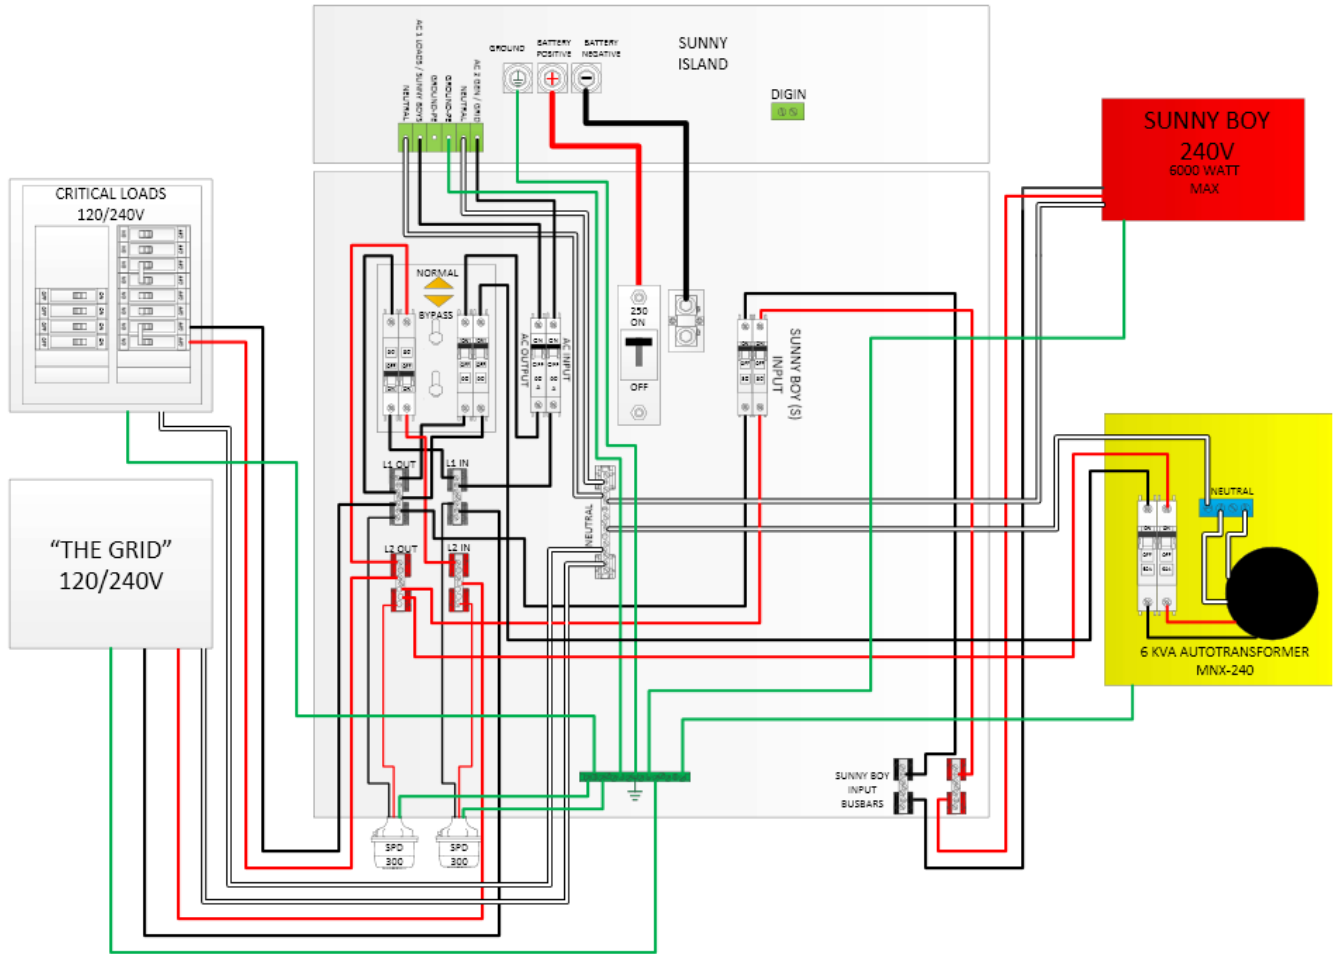 AC 1 LOADS / SUNNY BOYS
NEUTRAL
GROUND-PE
GROUND-PE
NEUTRAL
AC 2 GEN / GRID
GROUND
BATTERY
POSITIVE
BATTERY
NEGATIVE
SUNNY
ISLAND
DIGIN
SUNNY BOY
240V
6000 WATT
MAX
CRITICAL LOADS
120/240V
NORMAL
BYPASS
250
ON
OFF
AC OUTPUT
AC INPUT
SUNNY BOY (S)
INPUT
L1 OUT
L1 IN
NEUTRAL
"THE GRID"
120/240V
L2 OUT
L2 IN
NEUTRAL
6 KVA AUTOTRANSFORMER
MNX-240
SUNNY BOY
INPUT
BUSBARS
SPD
300
SPD
300